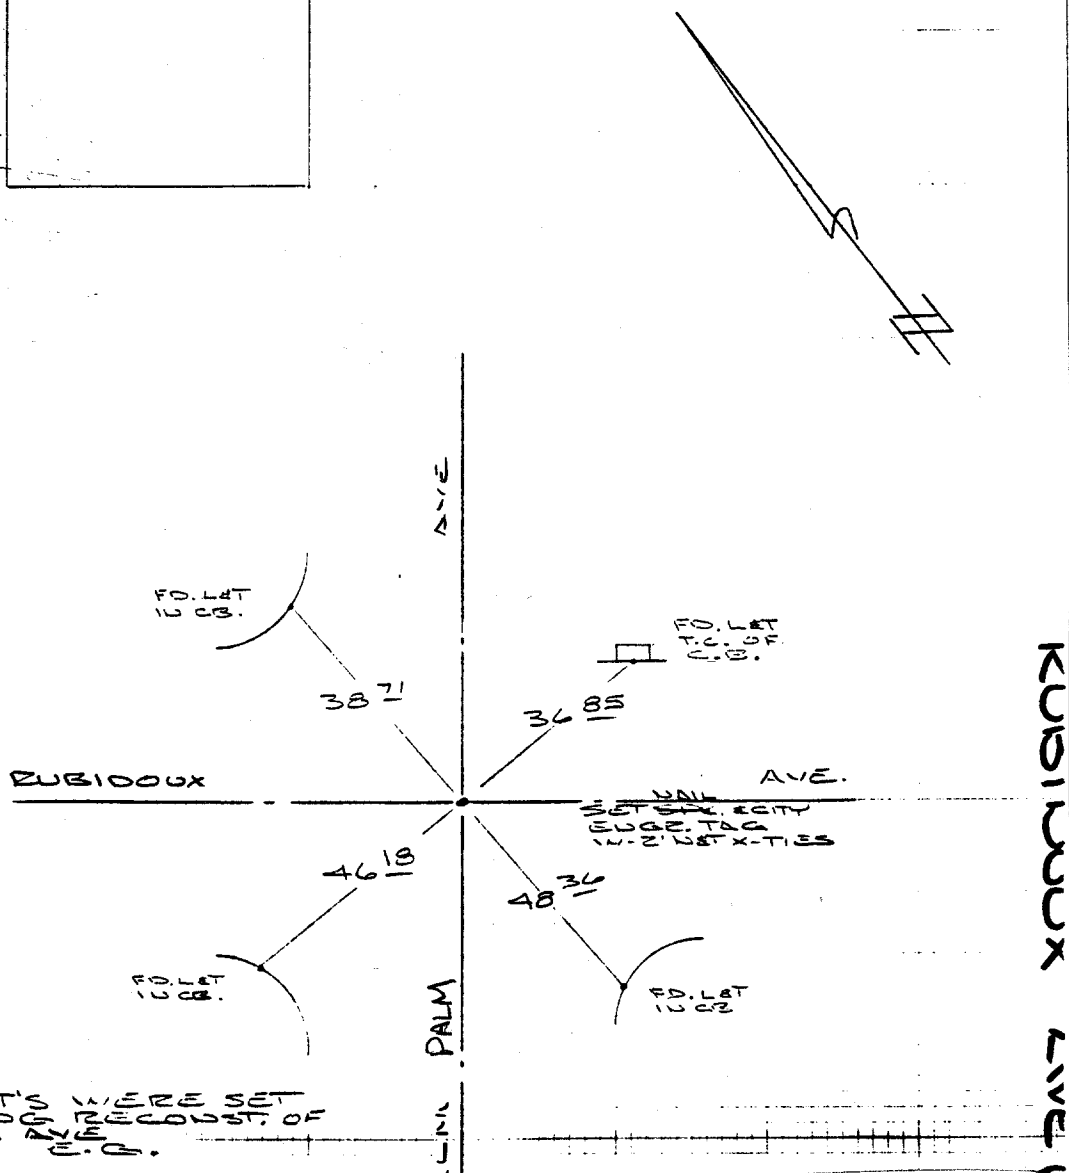 AVE
FD. L&T
IN CB.
FD. L&T
T.C. OF
C.B.
38 71
36 85
RUBIDOUX
AVE.
NAIL
SET SPK. & CITY
ENGR. TAG
IN-2' NST X-TIES
46 18
48 36
FD. L&T
IN CB.
FD. L&T
IN CB
PALM
T'S WERE SET
RECONST. OF
AVE
E.G.
RUBIDOUX AVE